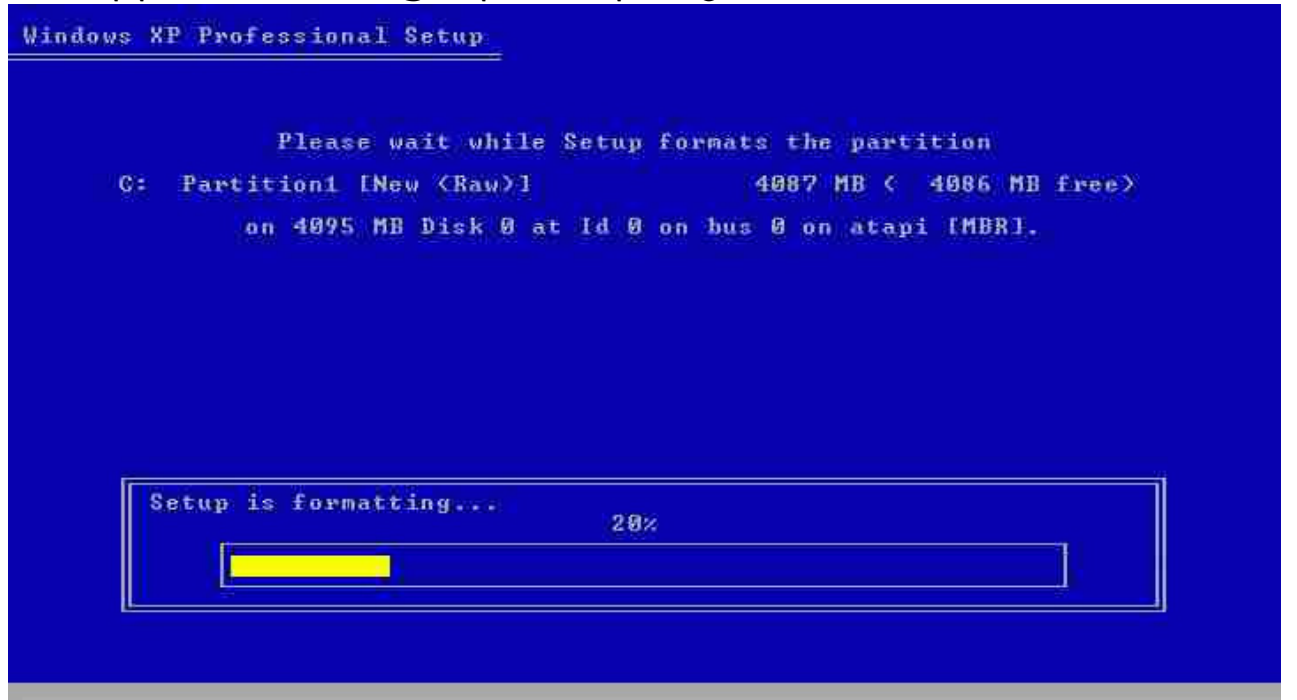 Windows XP Professional Setup
Please wait while Setup formats the partition
C: Partition1 [New (Raw)] 4087 MB ( 4086 MB free)
on 4095 MB Disk 0 at Id 0 on bus 0 on atapi [MBR].
Setup is formatting...
20%